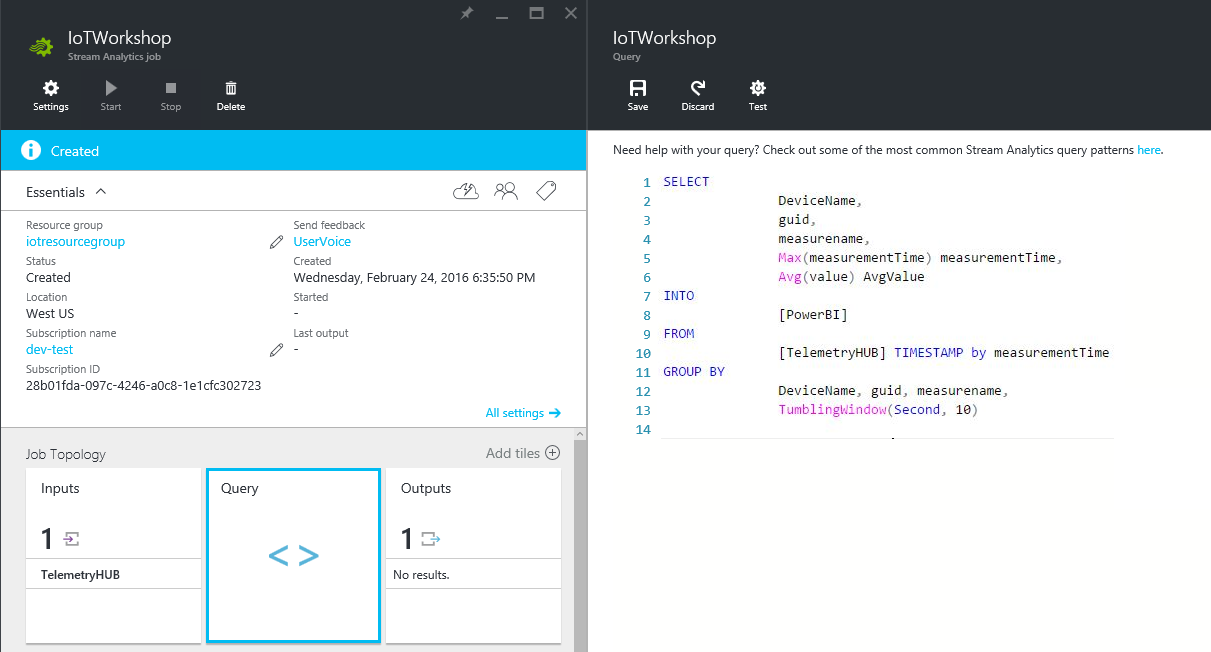 IoTWorkshop
Stream Analytics job
Settings
Start
Stop
Delete
Created
Essentials
Resource group
iotresourcegroup
Status
Created
Location
West US
Subscription name
dev-test
Subscription ID
28b01fda-097c-4246-a0c8-1e1cfc302723
Send feedback
UserVoice
Created
Wednesday, February 24, 2016 6:35:50 PM
Started
-
Last output
-
All settings
Job Topology
Add tiles
Inputs
1
TelemetryHUB
Query
< >
Outputs
1
No results.
IoTWorkshop
Query
Save
Discard
Test
Need help with your query? Check out some of the most common Stream Analytics query patterns here.
1 SELECT
2 DeviceName,
3 guid,
4 measurename,
5 Max(measurementTime) measurementTime,
6 Avg(value) AvgValue
7 INTO
8 [PowerBI]
9 FROM
10 [TelemetryHUB] TIMESTAMP by measurementTime
11 GROUP BY
12 DeviceName, guid, measurename,
13 TumblingWindow(Second, 10)
14